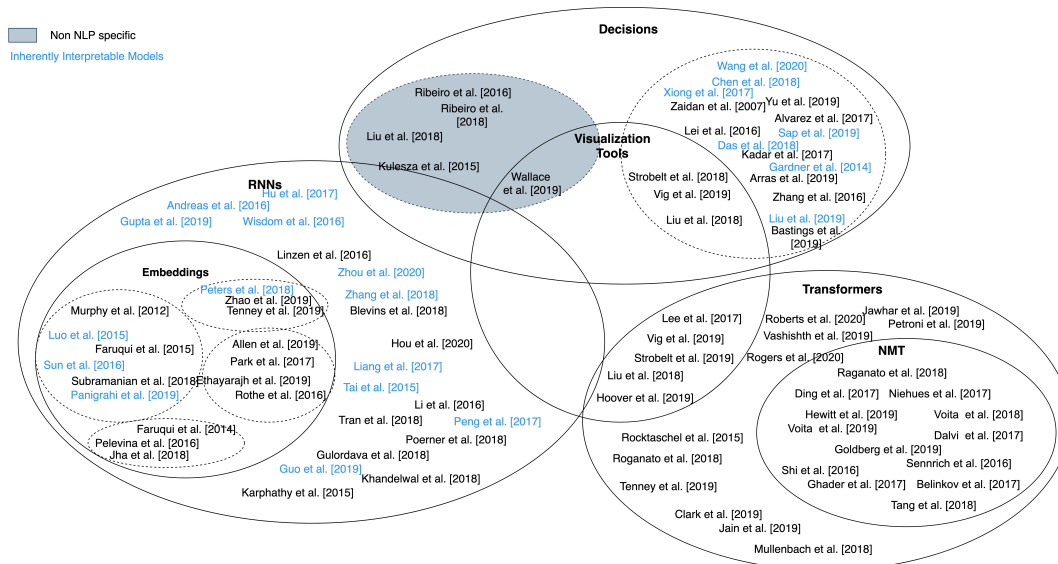 Non NLP specific
Inherently Interpretable Models
Decisions
Wang et al. [2020]
Chen et al. [2018]
Xiong et al. [2017]
Zaidan et al. [2007]
Yu et al. [2019]
Alvarez et al. [2017]
Lei et al. [2016]
Sap et al. [2019]
Das et al. [2018]
Kadar et al. [2017]
Gardner et al. [2014]
Arras et al. [2019]
Zhang et al. [2016]
Liu et al. [2019]
Bastings et al.
[2019]
Ribeiro et al. [2016]
Ribeiro et al.
[2018]
Liu et al. [2018]
Kulesza et al. [2015]
Wallace
et al. [2019]
Visualization
Tools
Strobelt et al. [2018]
Vig et al. [2019]
Liu et al. [2018]
RNNs
Hu et al. [2017]
Andreas et al. [2016]
Gupta et al. [2019]
Wisdom et al. [2016]
Linzen et al. [2016]
Zhou et al. [2020]
Zhang et al. [2018]
Blevins et al. [2018]
Hou et al. [2020]
Liang et al. [2017]
Tai et al. [2015]
Li et al. [2016]
Tran et al. [2018]
Peng et al. [2017]
Poerner et al. [2018]
Gulordava et al. [2018]
Guo et al. [2019]
Khandelwal et al. [2018]
Karphathy et al. [2015]
Embeddings
Peters et al. [2018]
Zhao et al. [2019]
Tenney et al. [2019]
Murphy et al. [2012]
Luo et al. [2015]
Faruqui et al. [2015]
Sun et al. [2016]
Subramanian et al. [2018]
Panigrahi et al. [2019]
Allen et al. [2019]
Park et al. [2017]
Ethayarajh et al. [2019]
Rothe et al. [2016]
Faruqui et al. [2014]
Pelevina et al. [2016]
Jha et al. [2018]
Transformers
Lee et al. [2017]
Vig et al. [2019]
Strobelt et al. [2019]
Liu et al. [2018]
Hoover et al. [2019]
Jawhar et al. [2019]
Roberts et al. [2020]
Petroni et al. [2019]
Vashishth et al. [2019]
Rogers et al. [2020]
Rocktaschel et al. [2015]
Roganato et al. [2018]
Tenney et al. [2019]
Clark et al. [2019]
Jain et al. [2019]
Mullenbach et al. [2018]
NMT
Raganato et al. [2018]
Ding et al. [2017]
Niehues et al. [2017]
Hewitt et al. [2019]
Voita et al. [2018]
Voita et al. [2019]
Dalvi et al. [2017]
Goldberg et al. [2019]
Sennrich et al. [2016]
Shi et al. [2016]
Ghader et al. [2017]
Belinkov et al. [2017]
Tang et al. [2018]